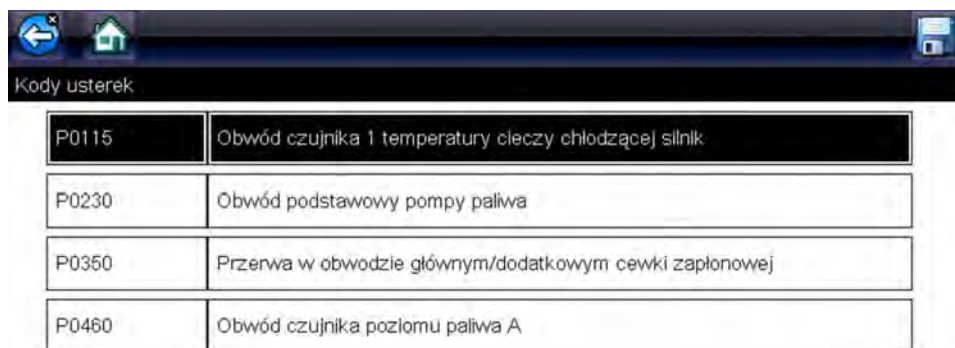 Kody usterek
P0115 Obwód czujnika 1 temperatury cieczy chłodzącej silnik
P0230 Obwód podstawowy pompy paliwa
P0350 Przerwa w obwodzie głównym/dodatkowym cewki zapłonowej
P0460 Obwód czujnika poziomu paliwa A